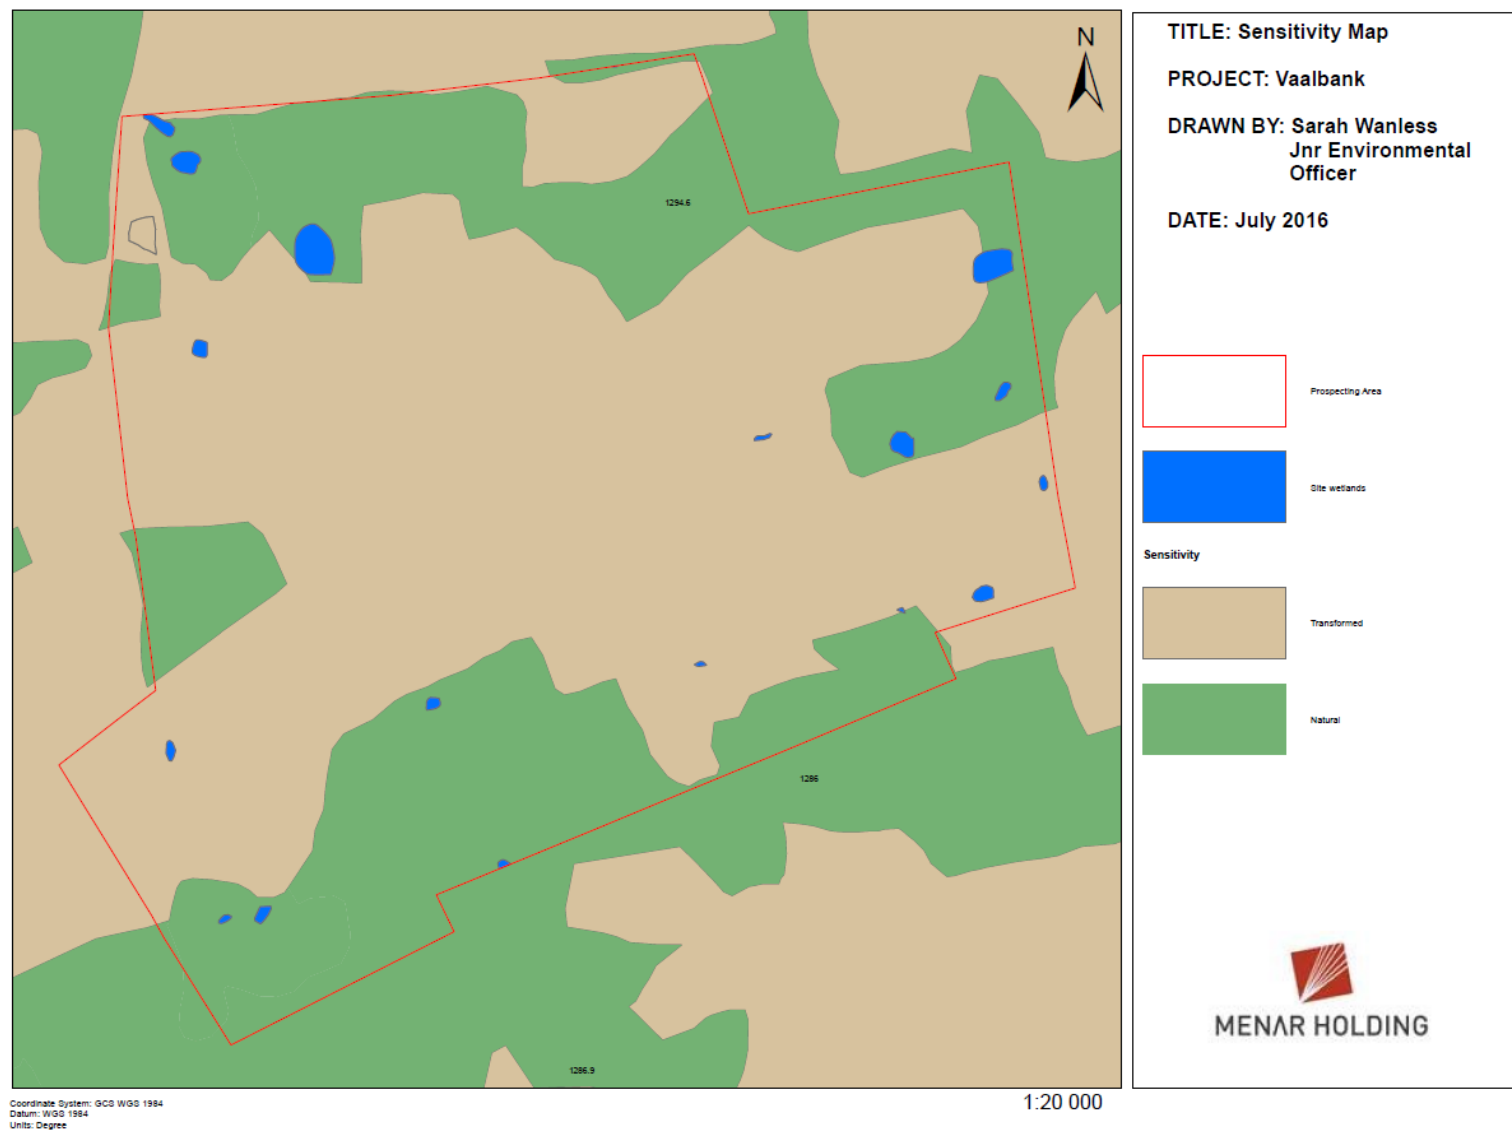 N
1294.6
1286
1286.9
TITLE: Sensitivity Map
PROJECT: Vaalbank
DRAWN BY: Sarah Wanless
Jnr Environmental
Officer
DATE: July 2016
Prospecting Area
Site wetlands
Sensitivity
Transformed
Natural
MENAR HOLDING
Coordinate System: GCS WGS 1984
Datum: WGS 1984
Units: Degree
1:20 000